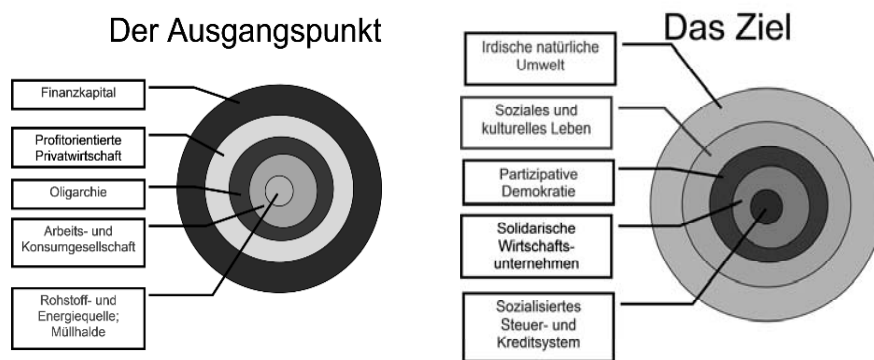 Der Ausgangspunkt
Finanzkapital
Profitorientierte
Privatwirtschaft
Oligarchie
Arbeits- und
Konsumgesellschaft
Rohstoff- und
Energiequelle;
Müllhalde
Das Ziel
Irdische natürliche
Umwelt
Soziales und
kulturelles Leben
Partizipative
Demokratie
Solidarische
Wirtschafts-
unternehmen
Sozialisiertes
Steuer- und
Kreditsystem